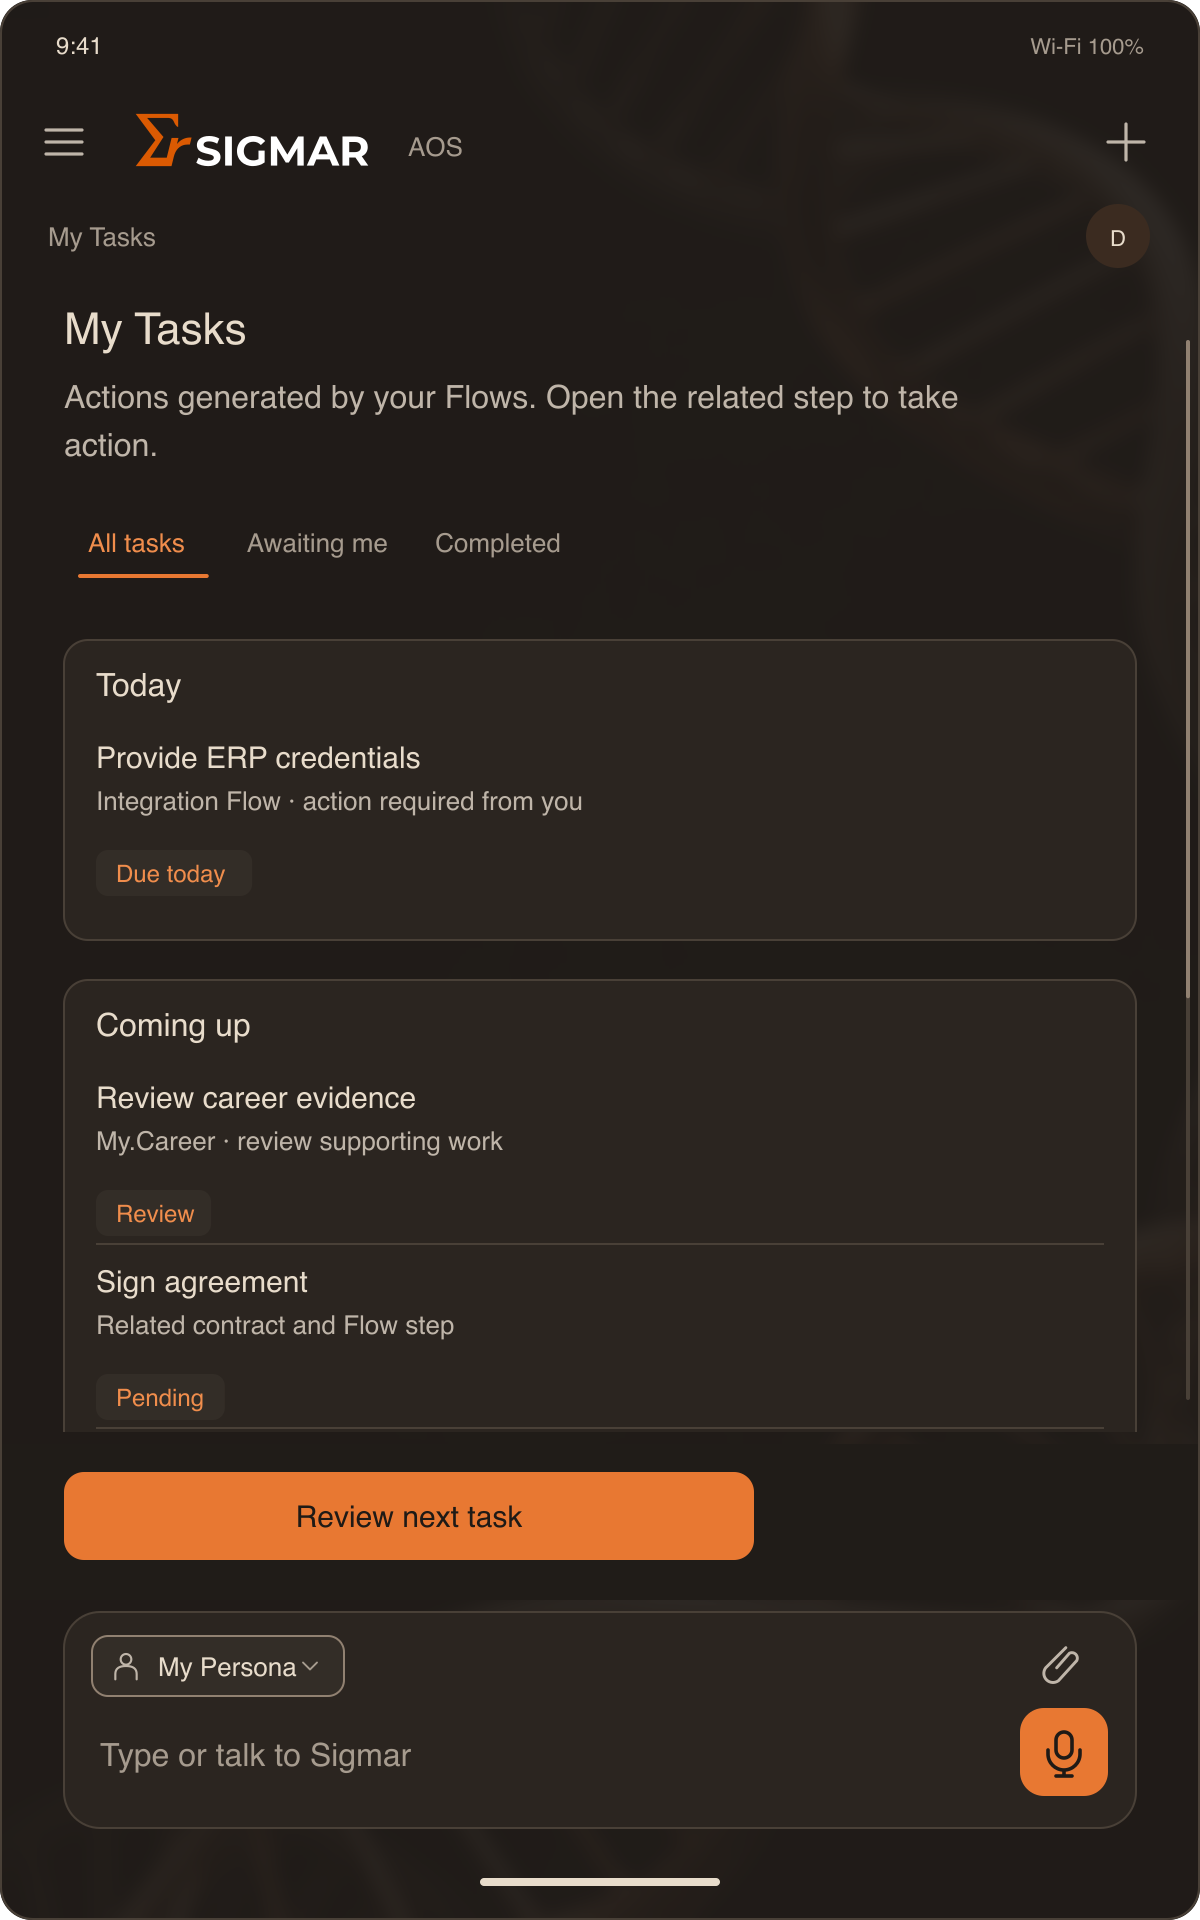 9:41
Wi-Fi 100%
Σr SIGMAR AOS
My Tasks
D
My Tasks
Actions generated by your Flows. Open the related step to take
action.
All tasks
Awaiting me
Completed
Today
Provide ERP credentials
Integration Flow · action required from you
Due today
Coming up
Review career evidence
My.Career · review supporting work
Review
Sign agreement
Related contract and Flow step
Pending
Review next task
My Persona
Type or talk to Sigmar